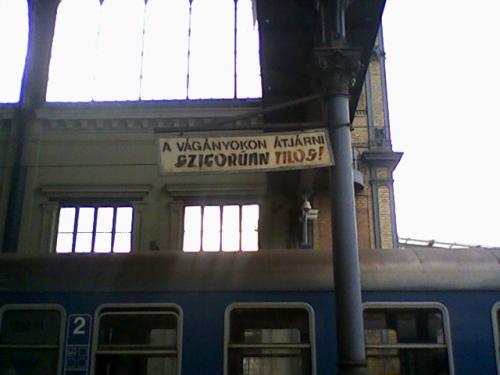 A VÁGÁNYOKON ÁTJÁRNI
SZIGORÚAN TILOS!
2